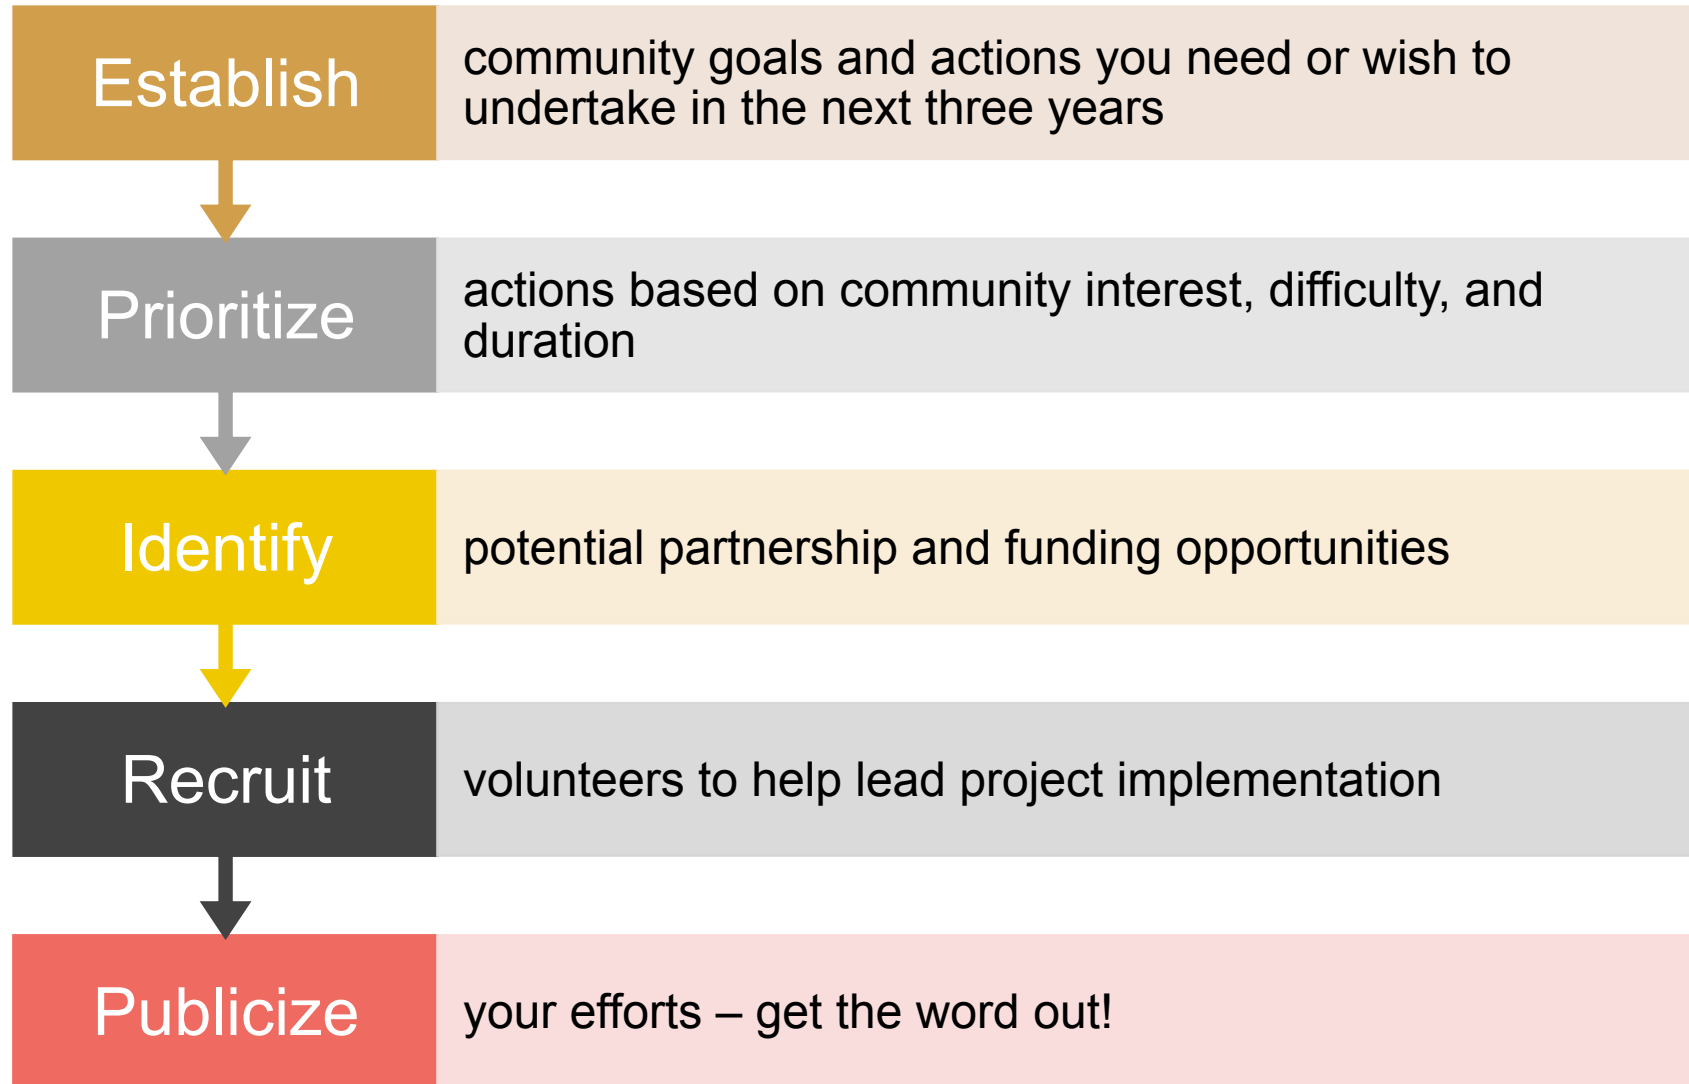 Establish
community goals and actions you need or wish to
undertake in the next three years
Prioritize
actions based on community interest, difficulty, and
duration
Identify
potential partnership and funding opportunities
Recruit
volunteers to help lead project implementation
Publicize
your efforts – get the word out!